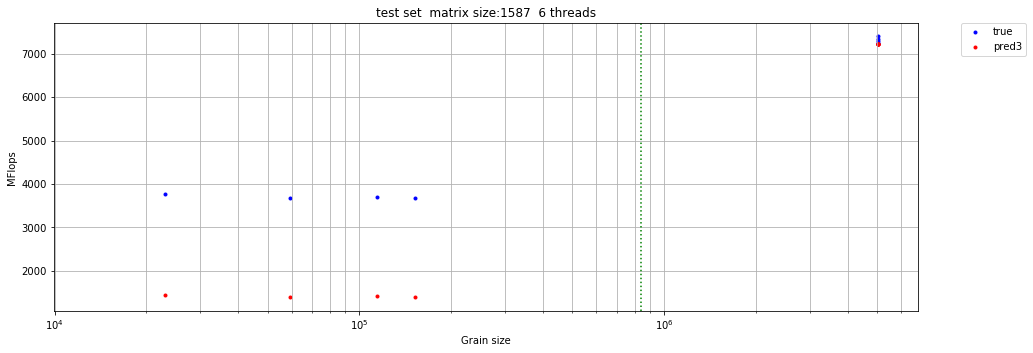 test set matrix size:1587 6 threads
true
pred3
7000
6000
5000
4000
3000
2000
MFlops
10^4
10^5
10^6
Grain size